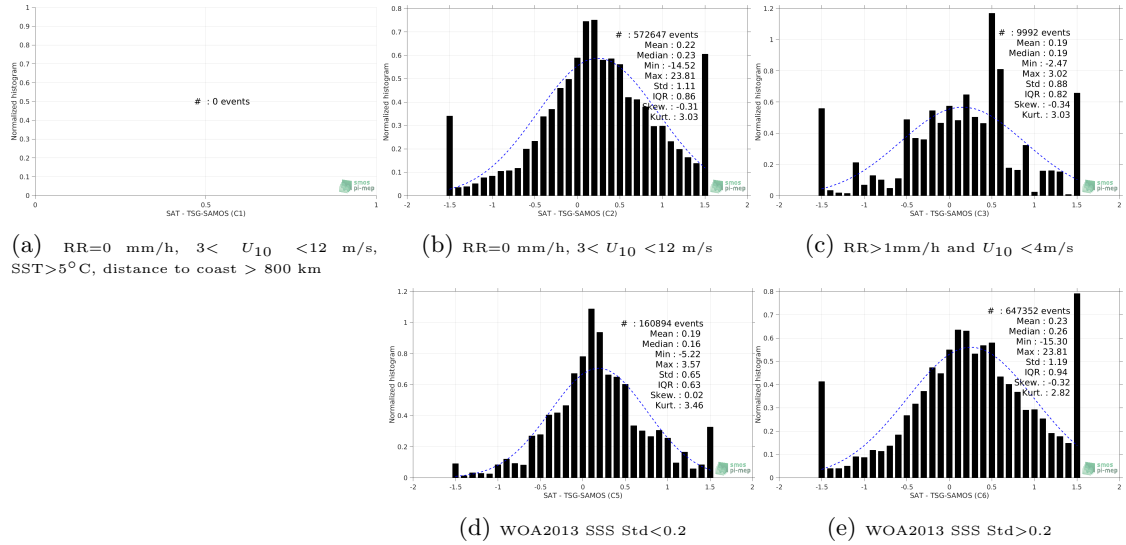 1
0.9
0.8
0.7
0.6
0.5
0.4
0.3
0.2
0.1
0
Normalized histogram
# : 0 events
0 0.5 1
SAT - TSG-SAMOS (C1)
smos
pi-mep
(a) RR=0 mm/h, 3< U10 <12 m/s,
SST>5°C, distance to coast > 800 km
0.8
0.7
0.6
0.5
0.4
0.3
0.2
0.1
0
Normalized histogram
# : 572647 events
Mean : 0.22
Median : 0.23
Min : -14.52
Max : 23.81
Std : 1.11
IQR : 0.86
Skew. : -0.31
Kurt. : 3.03
-2 -1.5 -1 -0.5 0 0.5 1 1.5 2
SAT - TSG-SAMOS (C2)
smos
pi-mep
(b) RR=0 mm/h, 3< U10 <12 m/s
1.2
1
0.8
0.6
0.4
0.2
0
Normalized histogram
# : 9992 events
Mean : 0.19
Median : 0.19
Min : -2.47
Max : 3.02
Std : 0.88
IQR : 0.82
Skew. : -0.34
Kurt. : 3.03
-2 -1.5 -1 -0.5 0 0.5 1 1.5 2
SAT - TSG-SAMOS (C3)
smos
pi-mep
(c) RR>1mm/h and U10 <4m/s
1.2
1
0.8
0.6
0.4
0.2
0
Normalized histogram
# : 160894 events
Mean : 0.19
Median : 0.16
Min : -5.22
Max : 3.57
Std : 0.65
IQR : 0.63
Skew. : 0.02
Kurt. : 3.46
-2 -1.5 -1 -0.5 0 0.5 1 1.5 2
SAT - TSG-SAMOS (C5)
smos
pi-mep
(d) WOA2013 SSS Std<0.2
0.8
0.7
0.6
0.5
0.4
0.3
0.2
0.1
0
Normalized histogram
# : 647352 events
Mean : 0.23
Median : 0.26
Min : -15.30
Max : 23.81
Std : 1.19
IQR : 0.94
Skew. : -0.32
Kurt. : 2.82
-2 -1.5 -1 -0.5 0 0.5 1 1.5 2
SAT - TSG-SAMOS (C6)
smos
pi-mep
(e) WOA2013 SSS Std>0.2